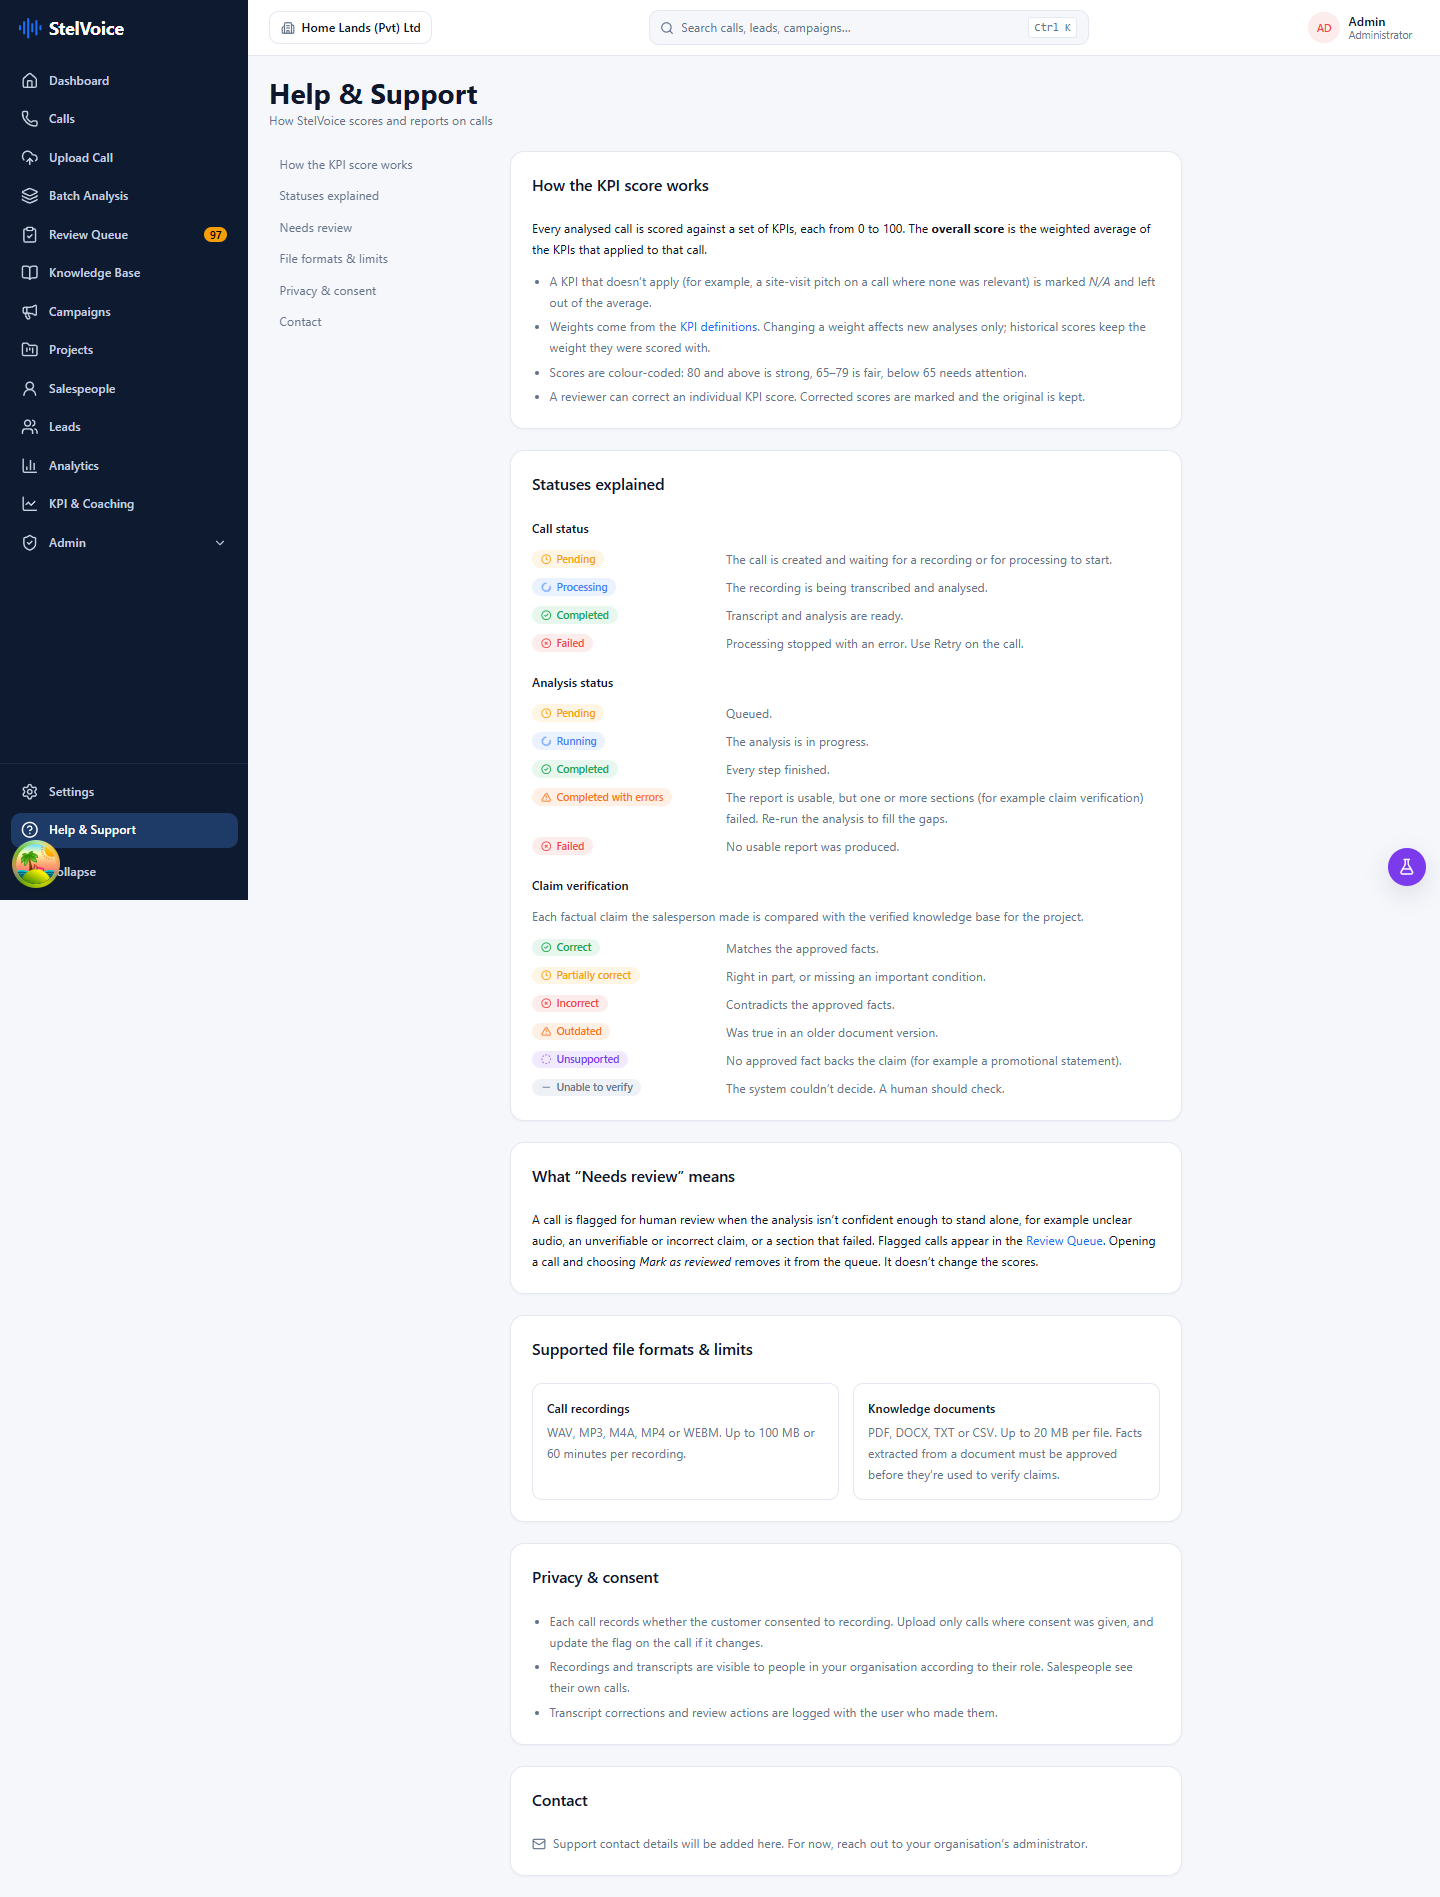 StelVoice
Home Lands (Pvt) Ltd
Search calls, leads, campaigns...
Ctrl K
AD
Admin
Administrator
Dashboard
Calls
Upload Call
Batch Analysis
Review Queue
97
Knowledge Base
Campaigns
Projects
Salespeople
Leads
Analytics
KPI & Coaching
Admin
Settings
Help & Support
ollapse
Help & Support
How StelVoice scores and reports on calls
How the KPI score works
Statuses explained
Needs review
File formats & limits
Privacy & consent
Contact
How the KPI score works
Every analysed call is scored against a set of KPIs, each from 0 to 100. The overall score is the weighted average of
the KPIs that applied to that call.
• A KPI that doesn’t apply (for example, a site-visit pitch on a call where none was relevant) is marked N/A and left
out of the average.
• Weights come from the KPI definitions. Changing a weight affects new analyses only; historical scores keep the
weight they were scored with.
• Scores are colour-coded: 80 and above is strong, 65–79 is fair, below 65 needs attention.
• A reviewer can correct an individual KPI score. Corrected scores are marked and the original is kept.
Statuses explained
Call status
Pending The call is created and waiting for a recording or for processing to start.
Processing The recording is being transcribed and analysed.
Completed Transcript and analysis are ready.
Failed Processing stopped with an error. Use Retry on the call.
Analysis status
Pending Queued.
Running The analysis is in progress.
Completed Every step finished.
Completed with errors The report is usable, but one or more sections (for example claim verification)
failed. Re-run the analysis to fill the gaps.
Failed No usable report was produced.
Claim verification
Each factual claim the salesperson made is compared with the verified knowledge base for the project.
Correct Matches the approved facts.
Partially correct Right in part, or missing an important condition.
Incorrect Contradicts the approved facts.
Outdated Was true in an older document version.
Unsupported No approved fact backs the claim (for example a promotional statement).
Unable to verify The system couldn’t decide. A human should check.
What “Needs review” means
A call is flagged for human review when the analysis isn’t confident enough to stand alone, for example unclear
audio, an unverifiable or incorrect claim, or a section that failed. Flagged calls appear in the Review Queue. Opening
a call and choosing Mark as reviewed removes it from the queue. It doesn’t change the scores.
Supported file formats & limits
Call recordings
WAV, MP3, M4A, MP4 or WEBM. Up to 100 MB or
60 minutes per recording.
Knowledge documents
PDF, DOCX, TXT or CSV. Up to 20 MB per file. Facts
extracted from a document must be approved
before they’re used to verify claims.
Privacy & consent
• Each call records whether the customer consented to recording. Upload only calls where consent was given, and
update the flag on the call if it changes.
• Recordings and transcripts are visible to people in your organisation according to their role. Salespeople see
their own calls.
• Transcript corrections and review actions are logged with the user who made them.
Contact
Support contact details will be added here. For now, reach out to your organisation’s administrator.